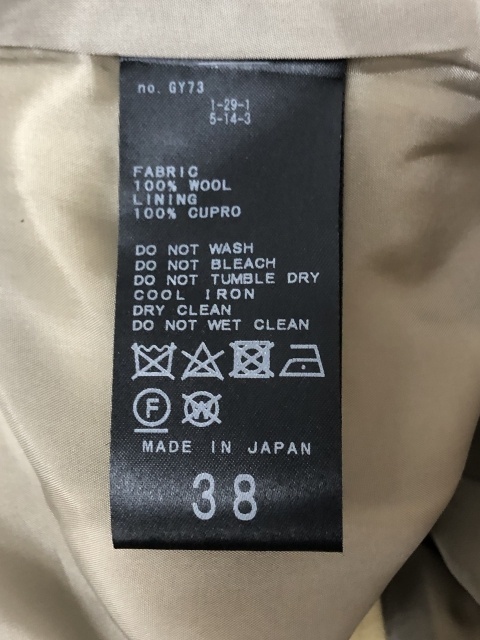 no. GY73
1-29-1
5-14-3
FABRIC
100% WOOL
LINING
100% CUPRO
DO NOT WASH
DO NOT BLEACH
DO NOT TUMBLE DRY
COOL IRON
DRY CLEAN
DO NOT WET CLEAN
F W
MADE IN JAPAN
38